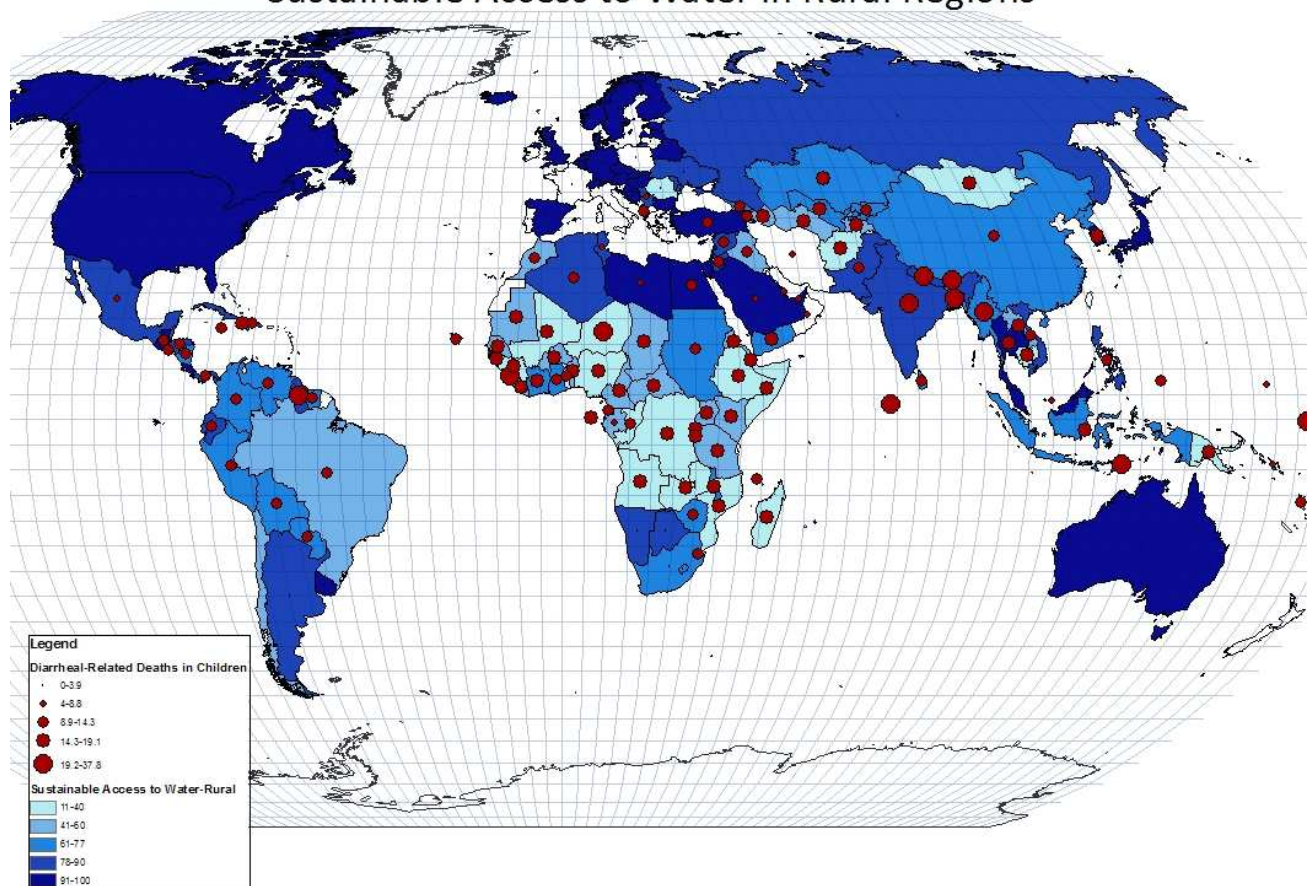 Sustainable Access to Water in Rural Regions
Legend
Diarrheal-Related Deaths in Children
0-3.9
4-8.8
8.9-14.3
14.3-19.1
19.2-37.8
Sustainable Access to Water-Rural
11-40
41-60
61-77
78-90
91-100